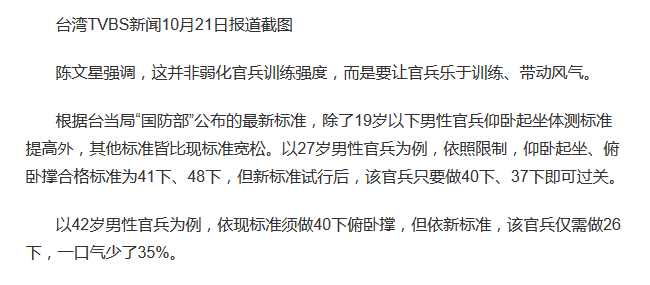 台湾TVBS新闻10月21日报道截图
陈文星强调，这并非弱化官兵训练强度，而是要让官兵乐于训练、带动风气。
根据台当局“国防部”公布的最新标准，除了19岁以下男性官兵仰卧起坐体测标准
提高外，其他标准皆比现标准宽松。以27岁男性官兵为例，依照限制，仰卧起坐、俯
卧撑合格标准为41下、48下，但新标准试行后，该官兵只要做40下、37下即可过关。
以42岁男性官兵为例，依现标准须做40下俯卧撑，但依新标准，该官兵仅需做26
下，一口气少了35%。